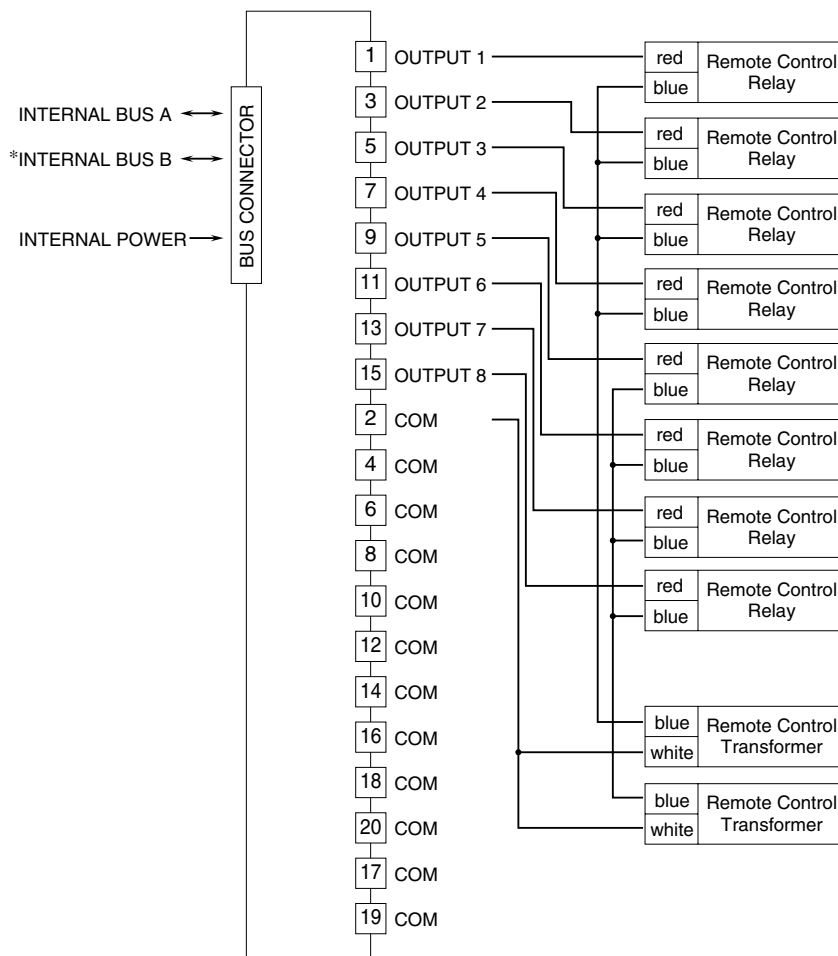 INTERNAL BUS A
*INTERNAL BUS B
INTERNAL POWER
BUS CONNECTOR
1 OUTPUT 1
3 OUTPUT 2
5 OUTPUT 3
7 OUTPUT 4
9 OUTPUT 5
11 OUTPUT 6
13 OUTPUT 7
15 OUTPUT 8
2 COM
4 COM
6 COM
8 COM
10 COM
12 COM
14 COM
16 COM
18 COM
20 COM
17 COM
19 COM
red
blue
Remote Control
Relay
red
blue
Remote Control
Relay
red
blue
Remote Control
Relay
red
blue
Remote Control
Relay
red
blue
Remote Control
Relay
red
blue
Remote Control
Relay
red
blue
Remote Control
Relay
red
blue
Remote Control
Relay
blue
white
Remote Control
Transformer
blue
white
Remote Control
Transformer